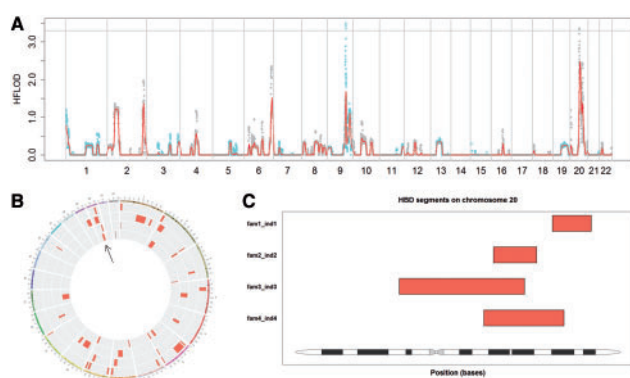 A
HFLOD
3.0
2.0
1.0
0.0
1 2 3 4 5 6 7 8 9 10 11 12 13 14 15 16 17 18 19 20 21 22
B
C
HBD segments on chromosome 20
fam1_ind1
fam2_ind2
fam3_ind3
fam4_ind4
Position (bases)